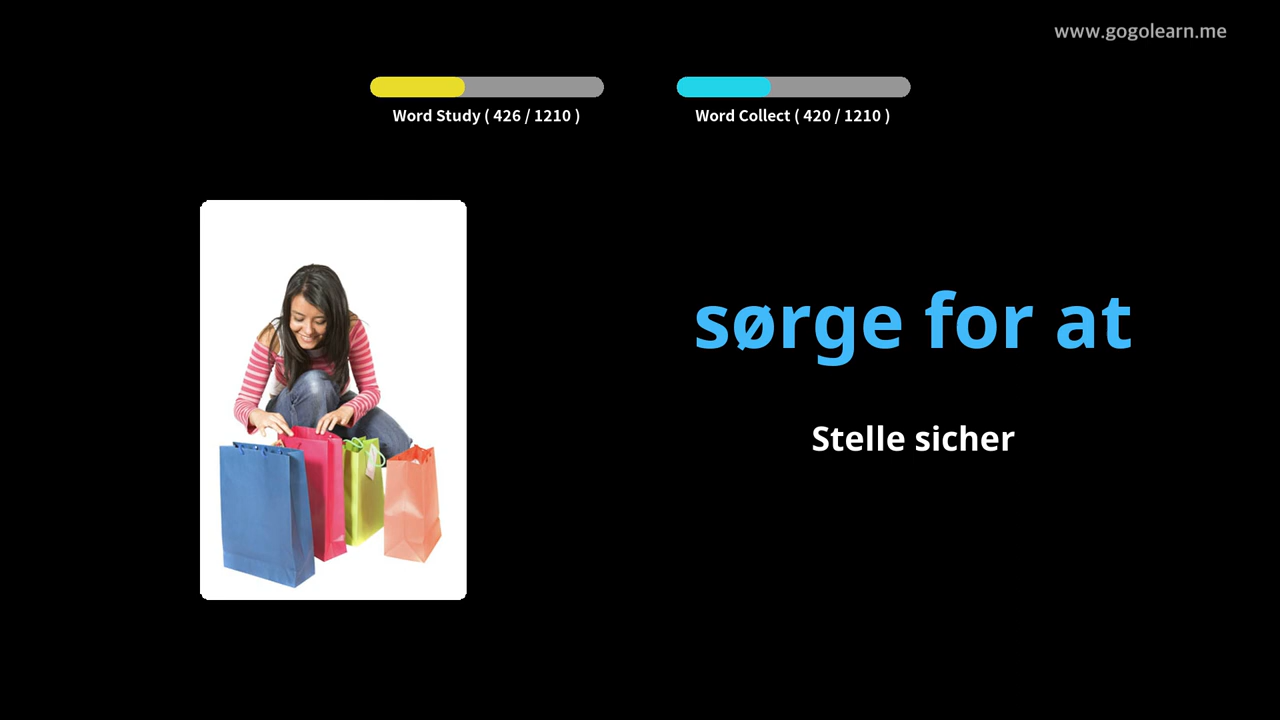 www.gogolearn.me
Word Study ( 426 / 1210 )
Word Collect ( 420 / 1210 )
sørge for at
Stelle sicher